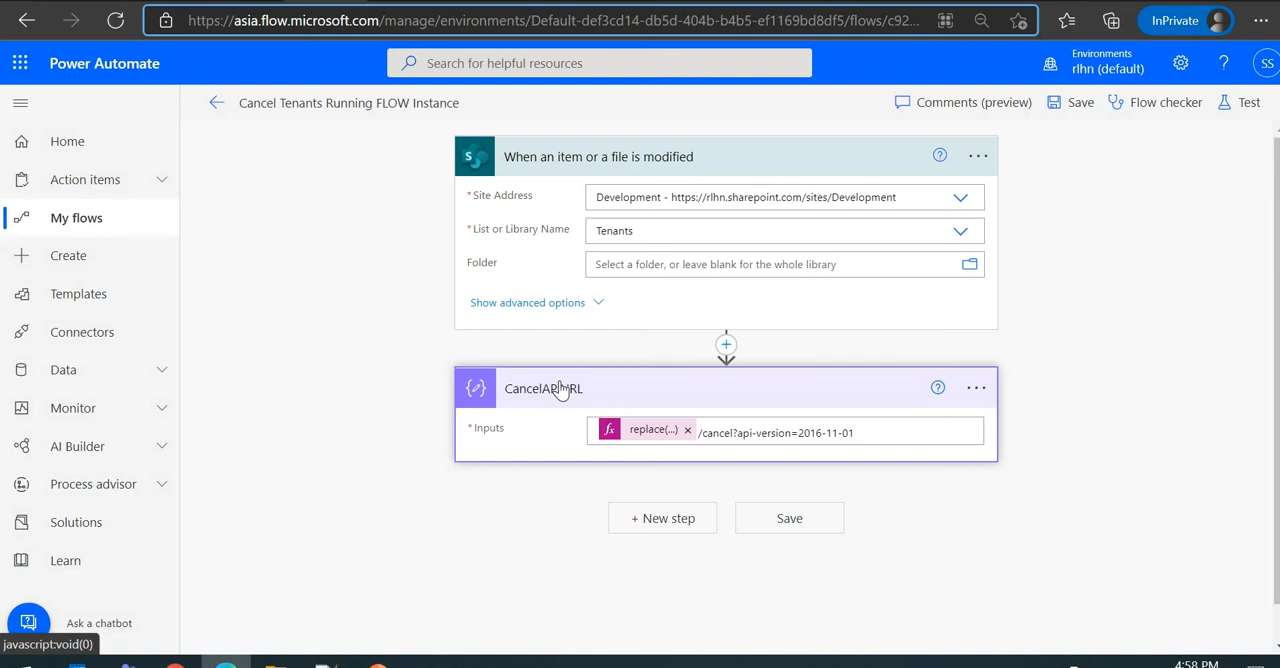 https://asia.flow.microsoft.com/manage/environments/Default-def3cd14-db5d-404b-b4b5-ef1169bd8df5/flows/c92...
InPrivate
Power Automate
Search for helpful resources
Environments
rlhn (default)
SS
Cancel Tenants Running FLOW Instance
Comments (preview)
Save
Flow checker
Test
Home
Action items
My flows
Create
Templates
Connectors
Data
Monitor
AI Builder
Process advisor
Solutions
Learn
Ask a chatbot
javascript:void(0)
When an item or a file is modified
* Site Address
Development - https://rlhn.sharepoint.com/sites/Development
* List or Library Name
Tenants
Folder
Select a folder, or leave blank for the whole library
Show advanced options
* Inputs
fx replace(...) × /cancel?api-version=2016-11-01
+ New step
Save
4:58 PM